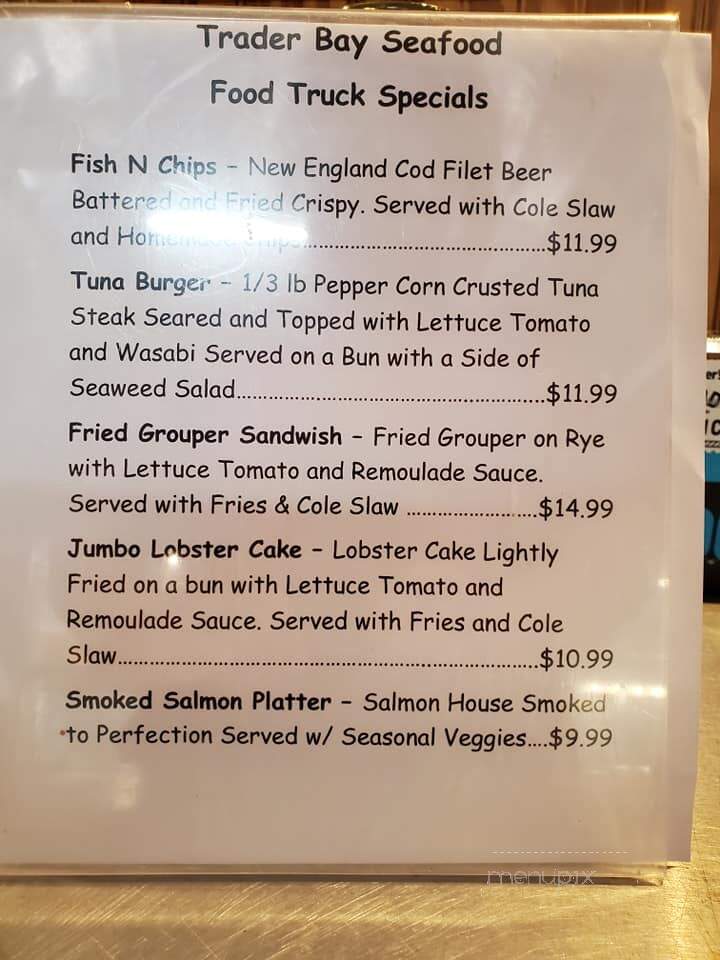 Trader Bay Seafood
Food Truck Specials
Fish N Chips – New England Cod Filet Beer
Battered and Fried Crispy. Served with Cole Slaw
and Homemade Chips..............................................$11.99
Tuna Burger – 1/3 lb Pepper Corn Crusted Tuna
Steak Seared and Topped with Lettuce Tomato
and Wasabi Served on a Bun with a Side of
Seaweed Salad..........................................................$11.99
Fried Grouper Sandwish – Fried Grouper on Rye
with Lettuce Tomato and Remoulade Sauce.
Served with Fries & Cole Slaw .........................$14.99
Jumbo Lobster Cake – Lobster Cake Lightly
Fried on a bun with Lettuce Tomato and
Remoulade Sauce. Served with Fries and Cole
Slaw................................................................................$10.99
Smoked Salmon Platter – Salmon House Smoked
to Perfection Served w/ Seasonal Veggies....$9.99
menupix